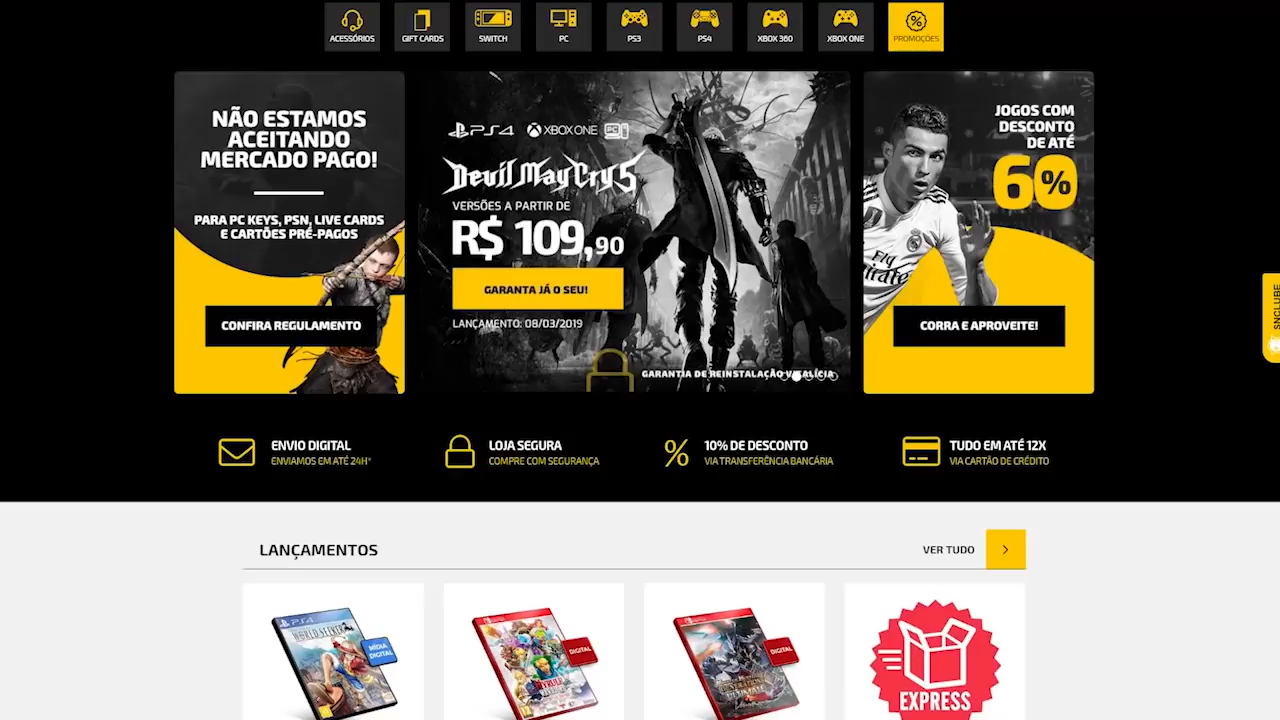 ACESSÓRIOS
GIFT CARDS
SWITCH
PC
PS3
PS4
XBOX 360
XBOX ONE
PROMOÇÕES
NÃO ESTAMOS
ACEITANDO
MERCADO PAGO!
PARA PC KEYS, PSN, LIVE CARDS
E CARTÕES PRÉ-PAGOS
CONFIRA REGULAMENTO
PS4 XBOX ONE PC
Devil May Cry 5
VERSÕES A PARTIR DE
R$ 109,90
GARANTA JÁ O SEU!
LANÇAMENTO: 08/03/2019
GARANTIA DE REINSTALAÇÃO VITALÍCIA
JOGOS COM
DESCONTO
DE ATÉ
60%
Fly
CORRA E APROVEITE!
SNCLUBE
ENVIO DIGITAL
ENVIAMOS EM ATÉ 24H*
LOJA SEGURA
COMPRE COM SEGURANÇA
10% DE DESCONTO
VIA TRANSFERÊNCIA BANCÁRIA
TUDO EM ATÉ 12X
VIA CARTÃO DE CRÉDITO
LANÇAMENTOS
VER TUDO
PS4
WORLD SEEKER
MÍDIA
DIGITAL
DIGITAL
DIGITAL
EXPRESS